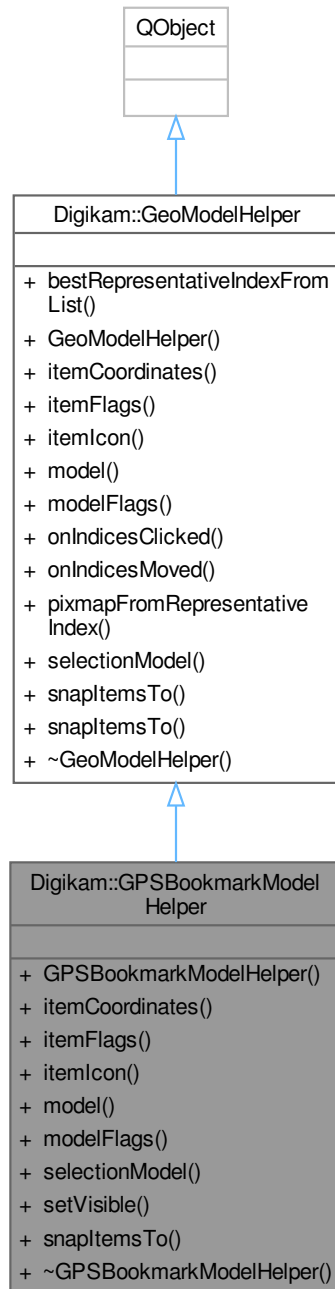 QObject
Digikam::GeoModelHelper
+ bestRepresentativeIndexFrom
List()
+ GeoModelHelper()
+ itemCoordinates()
+ itemFlags()
+ itemIcon()
+ model()
+ modelFlags()
+ onIndicesClicked()
+ onIndicesMoved()
+ pixmapFromRepresentative
Index()
+ selectionModel()
+ snapItemsTo()
+ snapItemsTo()
+ ~GeoModelHelper()
Digikam::GPSBookmarkModel
Helper
+ GPSBookmarkModelHelper()
+ itemCoordinates()
+ itemFlags()
+ itemIcon()
+ model()
+ modelFlags()
+ selectionModel()
+ setVisible()
+ snapItemsTo()
+ ~GPSBookmarkModelHelper()